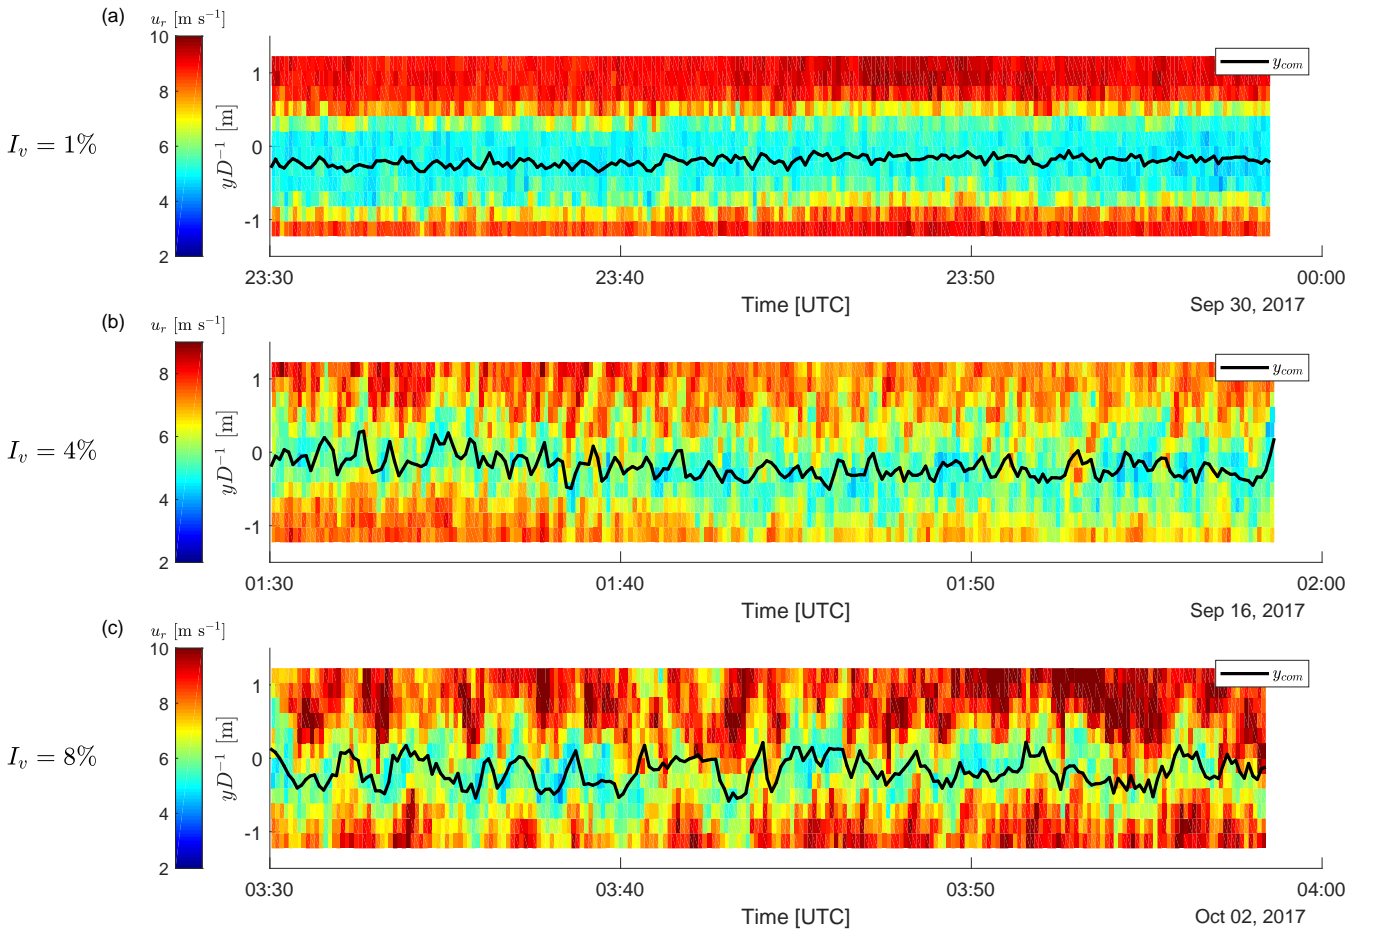 (a)
u_r [m s⁻¹]
10
8
6
4
2
I_v = 1%
yD⁻¹ [m]
1
0
-1
y_com
23:30 23:40 23:50 00:00
Time [UTC]
Sep 30, 2017
(b)
u_r [m s⁻¹]
8
6
4
2
I_v = 4%
yD⁻¹ [m]
1
0
-1
y_com
01:30 01:40 01:50 02:00
Time [UTC]
Sep 16, 2017
(c)
u_r [m s⁻¹]
10
8
6
4
2
I_v = 8%
yD⁻¹ [m]
1
0
-1
y_com
03:30 03:40 03:50 04:00
Time [UTC]
Oct 02, 2017